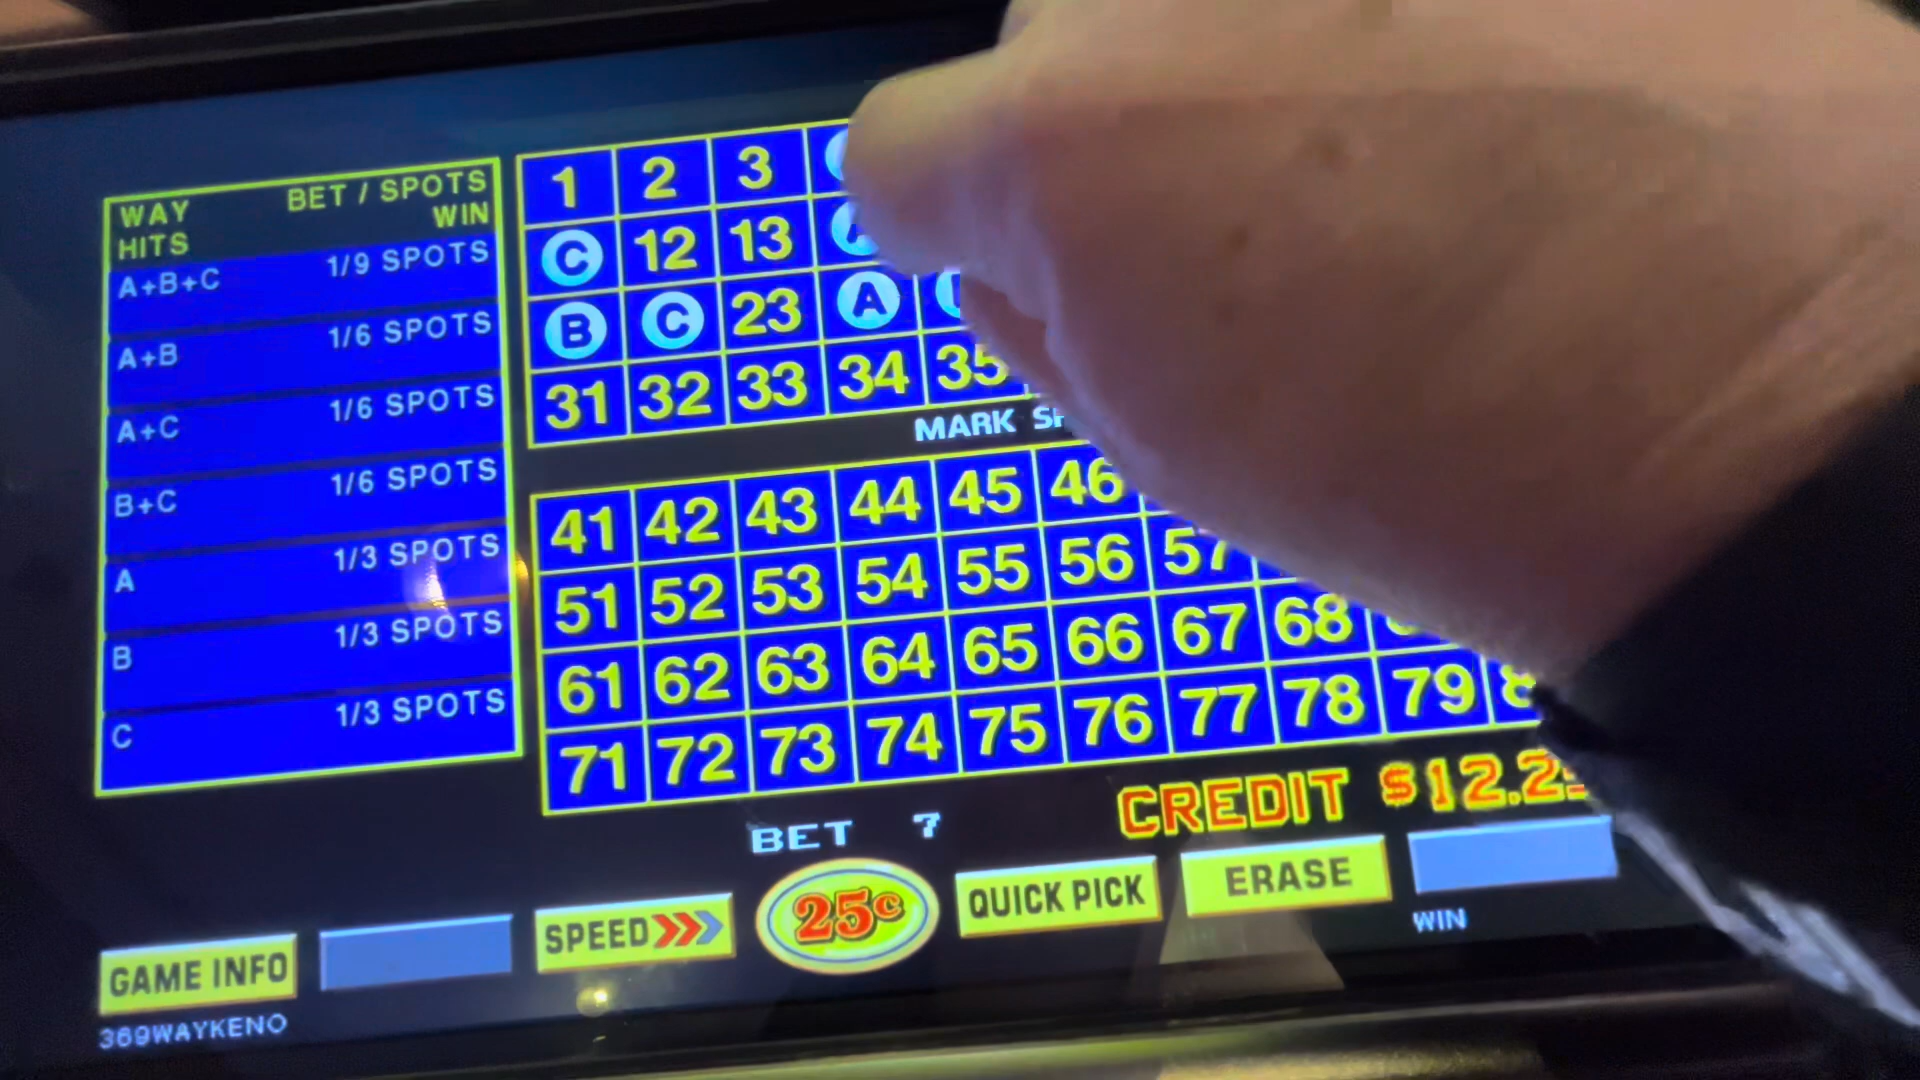 WAY BET / SPOTS
HITS WIN
A+B+C 1/9 SPOTS
A+B 1/6 SPOTS
A+C 1/6 SPOTS
B+C 1/6 SPOTS
A 1/3 SPOTS
B 1/3 SPOTS
C 1/3 SPOTS
1 2 3
C 12 13 A
B C 23 A
31 32 33 34 35
MARK
41 42 43 44 45 46
51 52 53 54 55 56 57
61 62 63 64 65 66 67 68
71 72 73 74 75 76 77 78 79
CREDIT $12.2
BET 7
GAME INFO SPEED 25¢ QUICK PICK ERASE
WIN
369WAYKENO